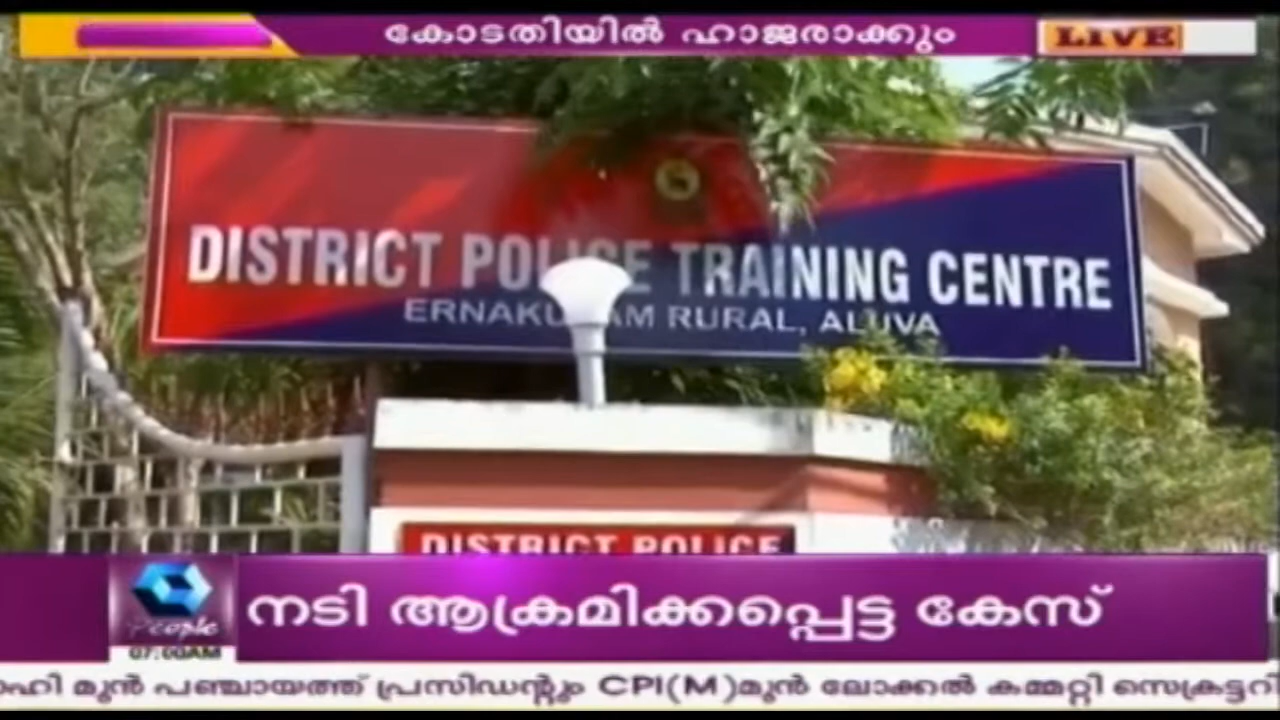 കോടതിയിൽ ഹാജരാക്കും
LIVE
DISTRICT POLICE TRAINING CENTRE
ERNAKULAM RURAL, ALUVA
DISTRICT POLICE
നടി ആക്രമിക്കപ്പെട്ട കേസ്
People
07:00AM
മുൻ പഞ്ചായത്ത് പ്രസിഡന്റും CPI(M)മുൻ ലോക്കൽ കമ്മറ്റി സെക്രട്ടറി